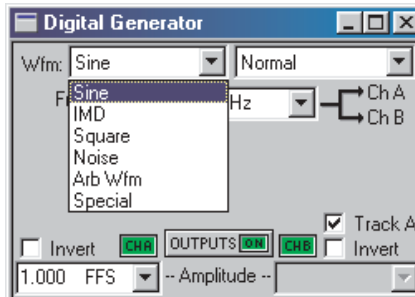 Digital Generator
Wfm: Sine Normal
Sine
Hz
Ch A
IMD
Ch B
Square
Noise
Arb Wfm
Special
Track A
Invert CHA OUTPUTS ON CHB Invert
1.000 FFS -- Amplitude --